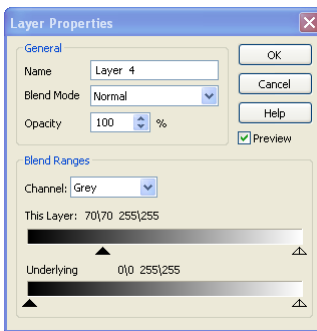 Layer Properties
General
Name Layer 4
Blend Mode Normal
Opacity 100 %
OK
Cancel
Help
Preview
Blend Ranges
Channel: Grey
This Layer: 70\70 255\255
Underlying 0\0 255\255